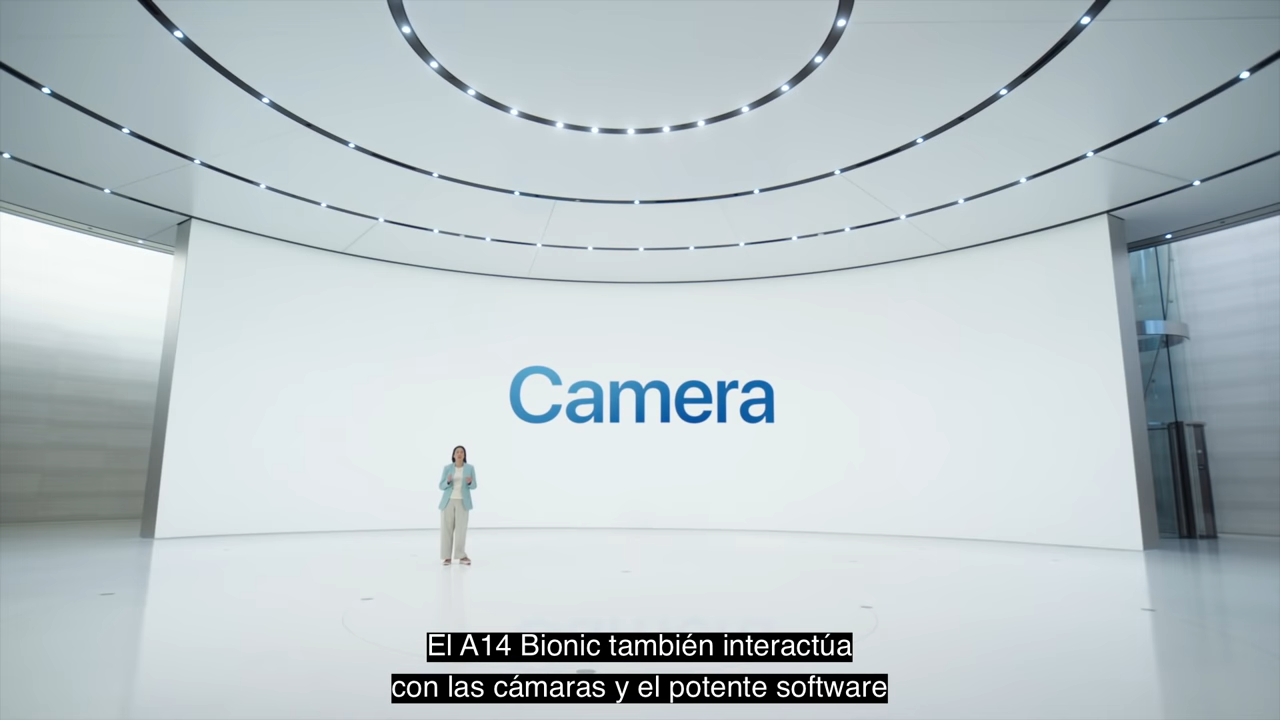 Camera
El A14 Bionic también interactúa
con las cámaras y el potente software